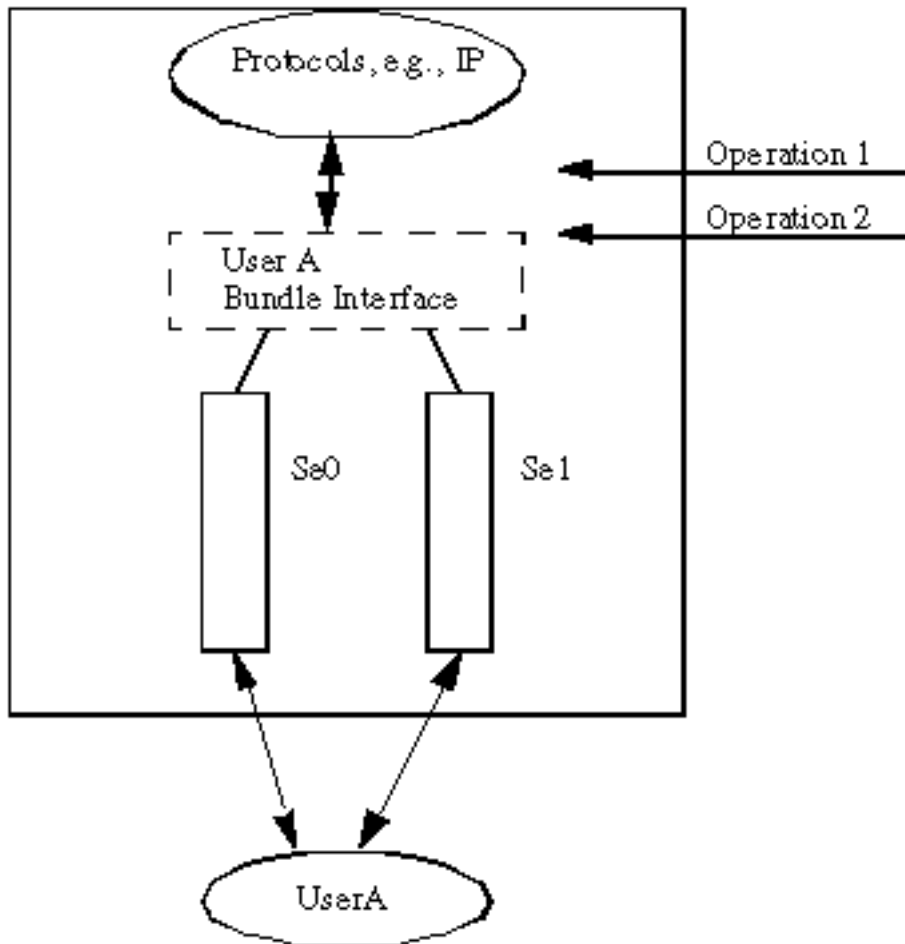 Protocols, e.g., IP
Operation 1
Operation 2
User A
Bundle Interface
Se0
Se1
UserA